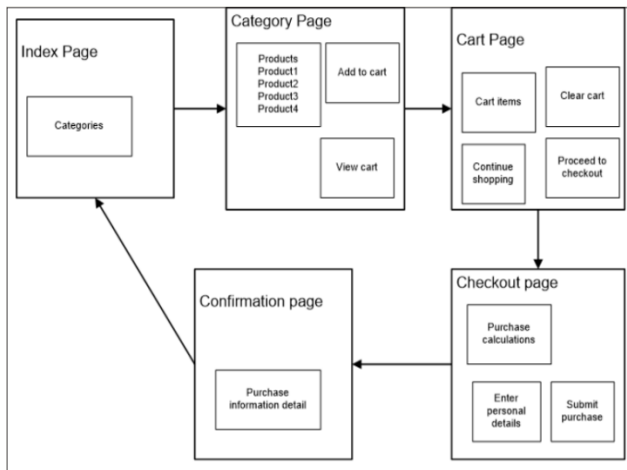 Index Page
Categories
Category Page
Products
Product1
Product2
Product3
Product4
Add to cart
View cart
Cart Page
Cart items
Clear cart
Continue
shopping
Proceed to
checkout
Checkout page
Purchase
calculations
Enter
personal
details
Submit
purchase
Confirmation page
Purchase
information detail